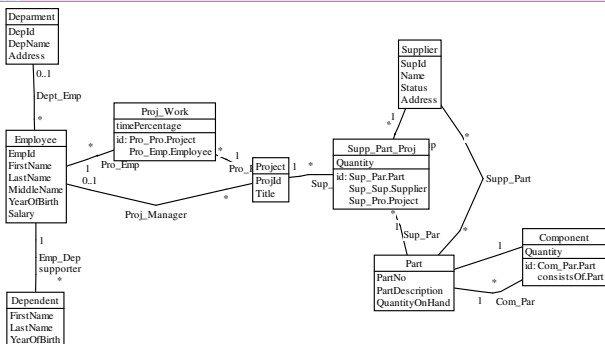 Deparment
DepId
DepName
Address
0..1
Dept_Emp
*
Employee
EmpId
FirstName
LastName
MiddleName
YearOfBirth
Salary
Proj_Work
timePercentage
id: Pro_Pro.Project
Pro_Emp.Employee
*
1
Pro_Emp
0..1
*
1
Project
ProjId
Title
Proj_Manager
*
1
*
Sup_
Supplier
SupId
Name
Status
Address
1
*
p
Supp_Part_Proj
Quantity
id: Sup_Par.Part
Sup_Sup.Supplier
Sup_Pro.Project
*
Supp_Part
*
*
1
Sup_Par
Part
PartNo
PartDescription
QuantityOnHand
Component
Quantity
id: Com_Par.Part
consistsOf.Part
1
*
1
Com_Par
1
Emp_Dep
supporter
*
Dependent
FirstName
LastName
YearOfBirth